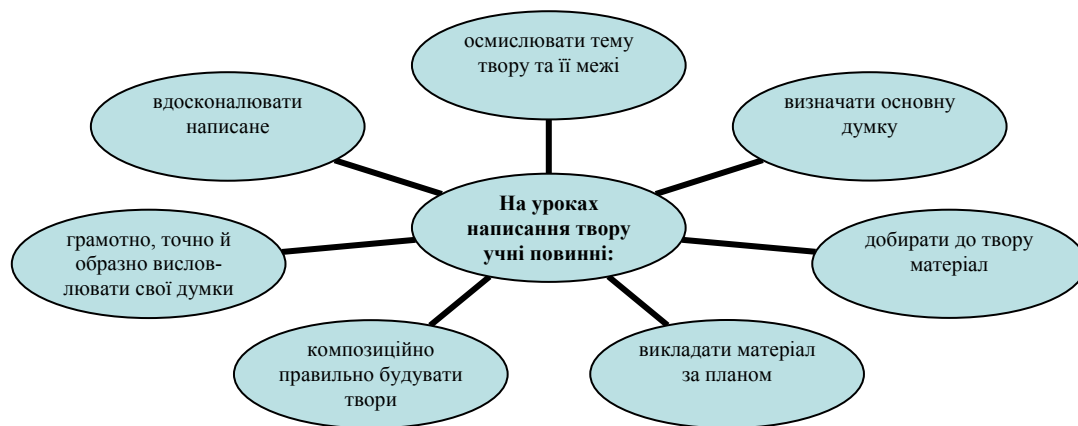 осмислювати тему
твору та її межі
вдосконалювати
написане
визначати основну
думку
На уроках
написання твору
учні повинні:
грамотно, точно й
образно вислов-
лювати свої думки
добирати до твору
матеріал
композиційно
правильно будувати
твори
викладати матеріал
за планом